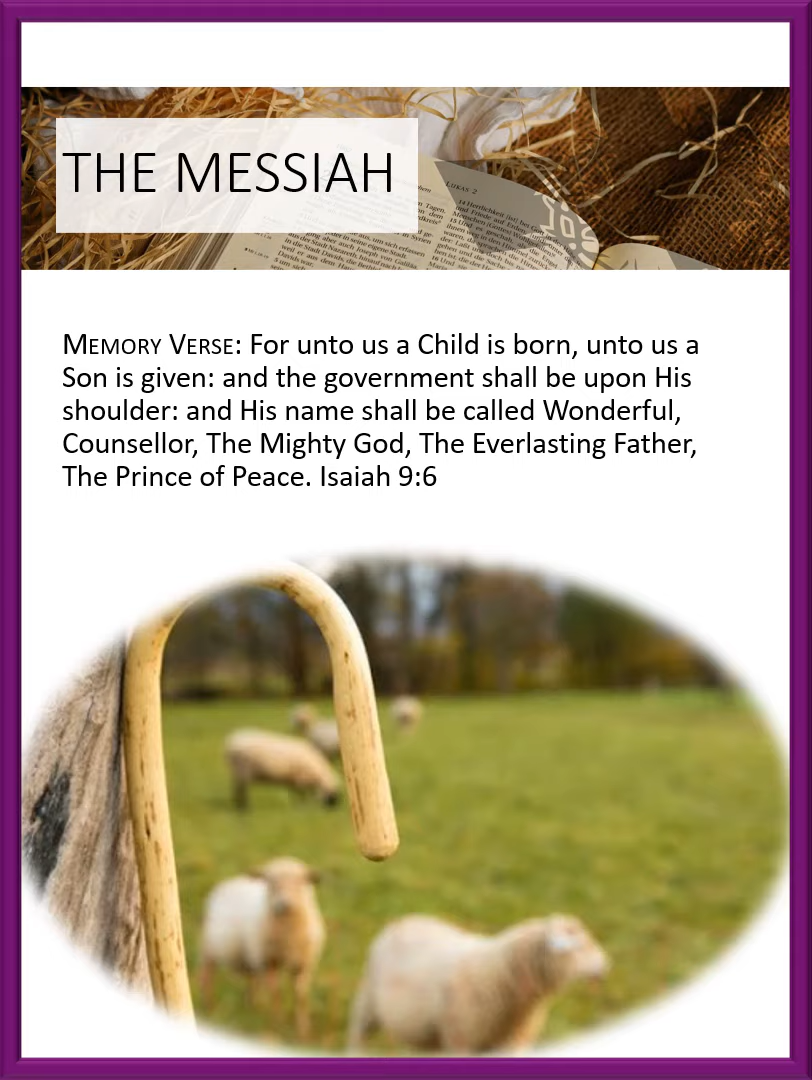 THE MESSIAH
LUKAS 2
MEMORY VERSE: For unto us a Child is born, unto us a
Son is given: and the government shall be upon His
shoulder: and His name shall be called Wonderful,
Counsellor, The Mighty God, The Everlasting Father,
The Prince of Peace. Isaiah 9:6